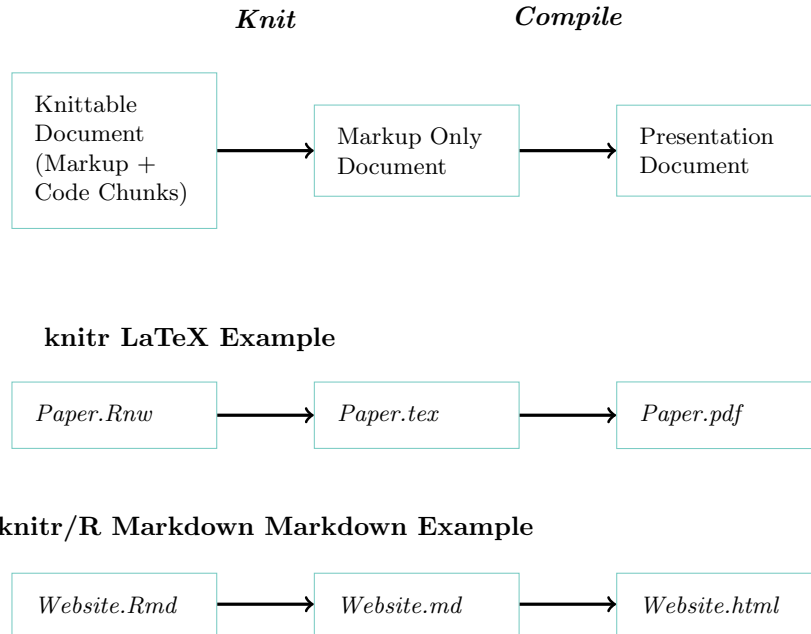 Knit
Compile
Knittable
Document
(Markup +
Code Chunks)
Markup Only
Document
Presentation
Document
knitr LaTeX Example
Paper.Rnw
Paper.tex
Paper.pdf
knitr/R Markdown Markdown Example
Website.Rmd
Website.md
Website.html